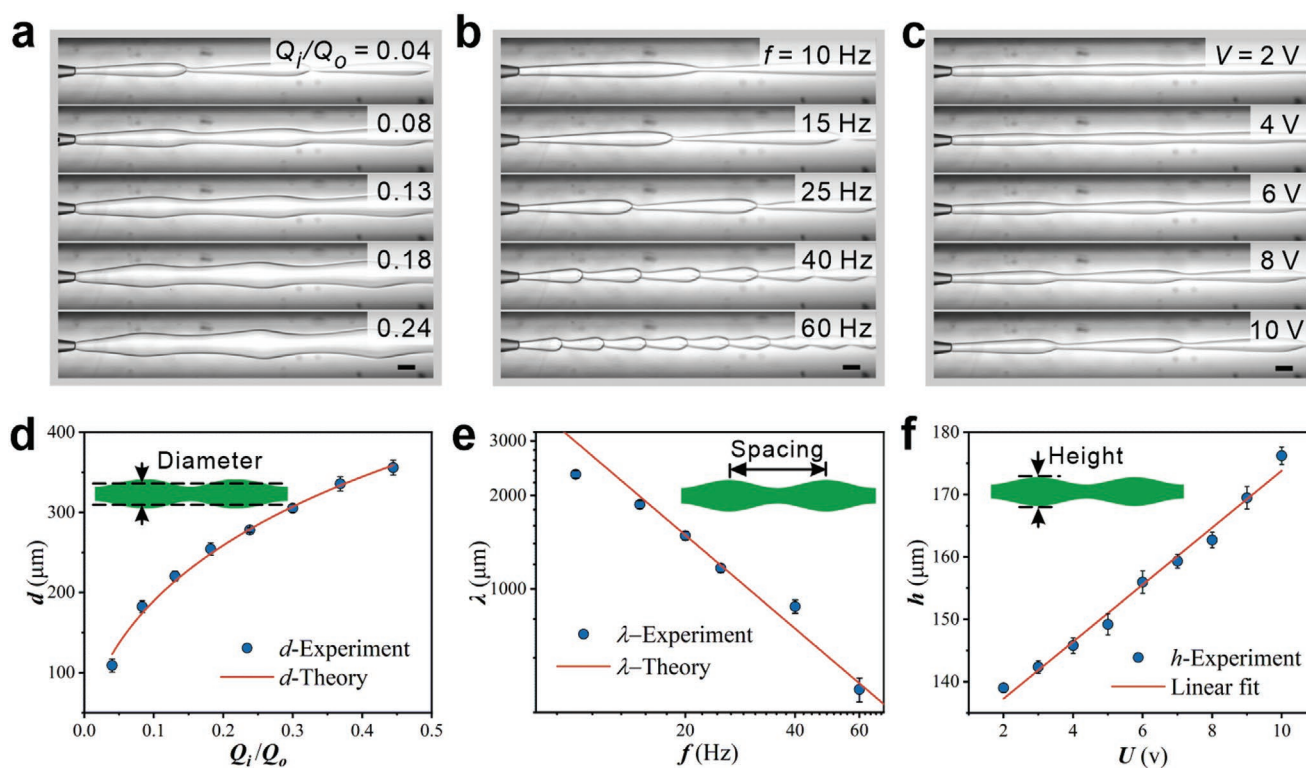 a
Qi/Qo = 0.04
0.08
0.13
0.18
0.24
b
f = 10 Hz
15 Hz
25 Hz
40 Hz
60 Hz
c
V = 2 V
4 V
6 V
8 V
10 V
d
400
300
200
100
d (μm)
Diameter
d-Experiment
d-Theory
0.0 0.1 0.2 0.3 0.4 0.5
Qi/Qo
e
3000
2000
1000
λ (μm)
Spacing
λ–Experiment
λ–Theory
20 40 60
f (Hz)
f
180
170
160
150
140
h (μm)
Height
h-Experiment
Linear fit
2 4 6 8 10
U (v)